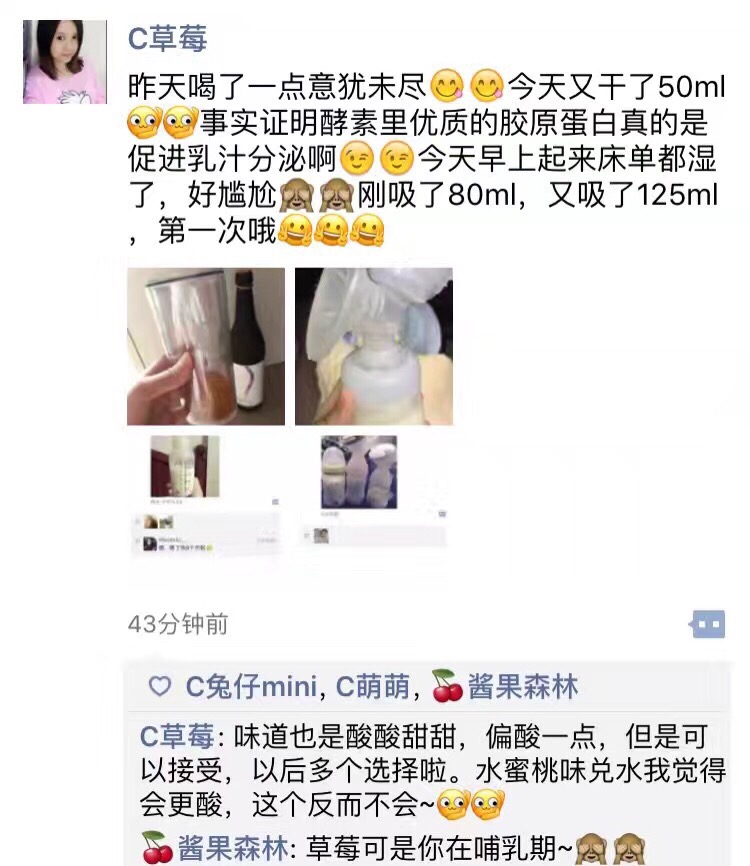 C草莓
昨天喝了一点意犹未尽😋😋今天又干了50ml
🤔🤔事实证明酵素里优质的胶原蛋白真的是
促进乳汁分泌啊😉😉今天早上起来床单都湿
了，好尴尬🙈🙈刚吸了80ml，又吸了125ml
，第一次哦🤗🤗🤗
43分钟前
C兔仔mini, C萌萌, 🍒酱果森林
C草莓: 味道也是酸酸甜甜，偏酸一点，但是可
以接受，以后多个选择啦。水蜜桃味兑水我觉得
会更酸，这个反而不会~🤔🤔
🍒酱果森林: 草莓可是你在哺乳期~🙈🙈